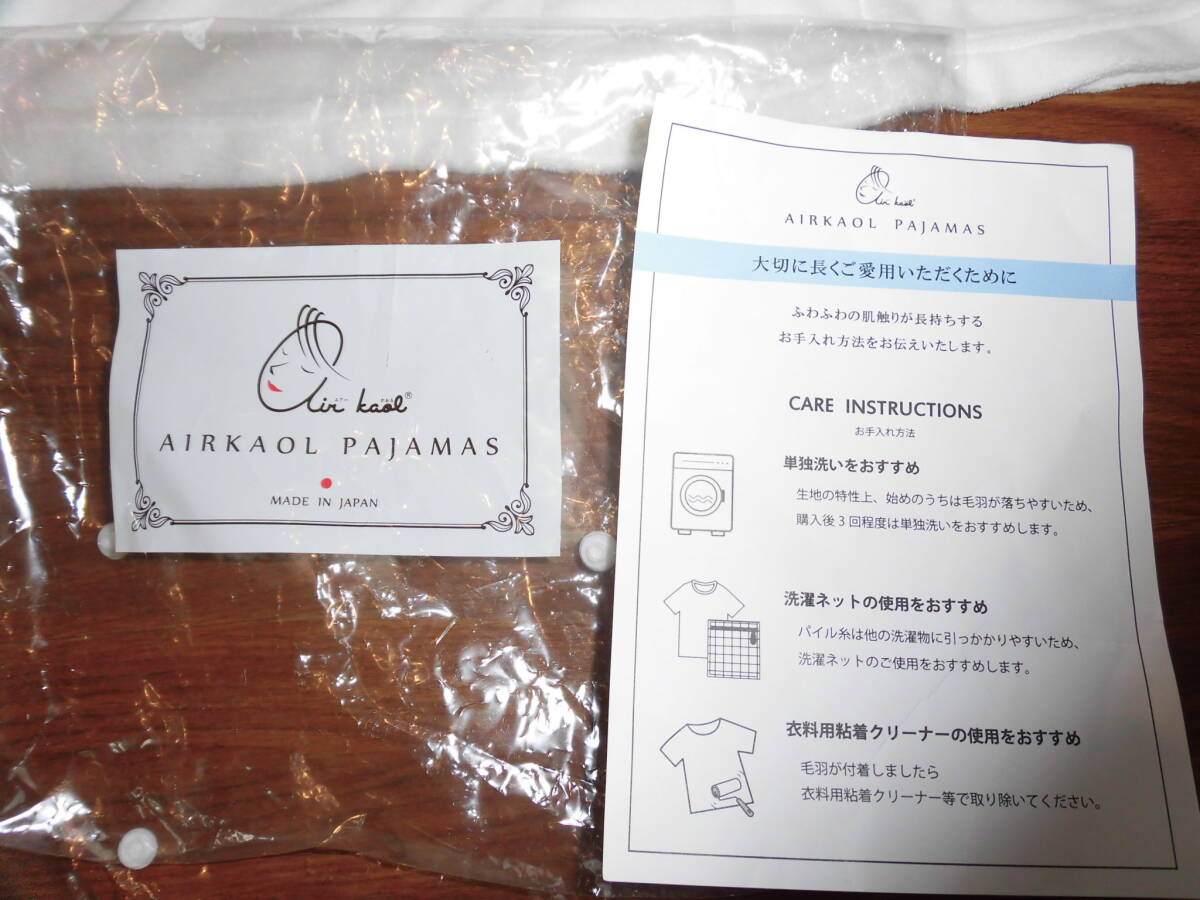 Air kaol®
AIRKAOL PAJAMAS
MADE IN JAPAN
Air kaol®
AIRKAOL PAJAMAS
大切に長くご愛用いただくために
ふわふわの肌触りが長持ちする
お手入れ方法をお伝えいたします。
CARE INSTRUCTIONS
お手入れ方法
単独洗いをおすすめ
生地の特性上、始めのうちは毛羽が落ちやすいため、
購入後3回程度は単独洗いをおすすめします。
洗濯ネットの使用をおすすめ
パイル糸は他の洗濯物に引っかかりやすいため、
洗濯ネットのご使用をおすすめします。
衣料用粘着クリーナーの使用をおすすめ
毛羽が付着しましたら
衣料用粘着クリーナー等で取り除いてください。